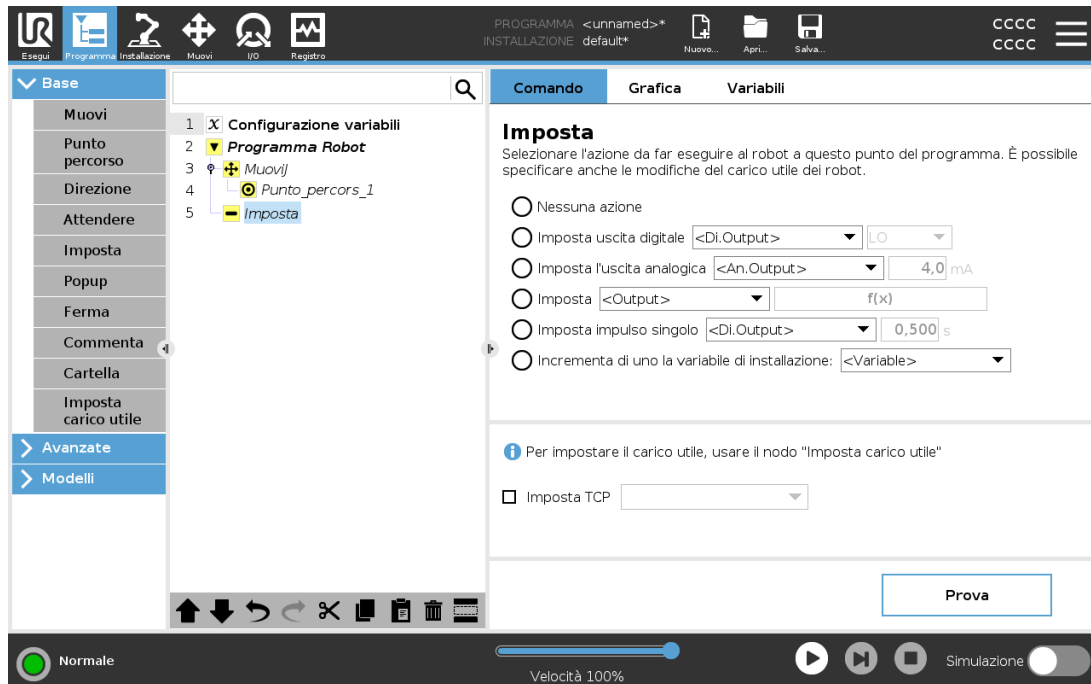 PROGRAMMA <unnamed>*
INSTALLAZIONE default*
CCCC
CCCC
Esegui
Programma
Installazione
Muovi
I/O
Registro
Nuovo...
Apri...
Salva...
Base
Muovi
Punto
percorso
Direzione
Attendere
Imposta
Popup
Ferma
Commenta
Cartella
Imposta
carico utile
Avanzate
Modelli
1 X Configurazione variabili
2 Programma Robot
3 MuoviJ
4 Punto_percors_1
5 Imposta
Comando
Grafica
Variabili
Imposta
Selezionare l'azione da far eseguire al robot a questo punto del programma. È possibile
specificare anche le modifiche del carico utile dei robot.
Nessuna azione
Imposta uscita digitale <Di.Output> LO
Imposta l'uscita analogica <An.Output> 4,0 mA
Imposta <Output> f(x)
Imposta impulso singolo <Di.Output> 0,500 s
Incrementa di uno la variabile di installazione: <Variable>
Per impostare il carico utile, usare il nodo "Imposta carico utile"
Imposta TCP
Prova
Normale
Velocità 100%
Simulazione